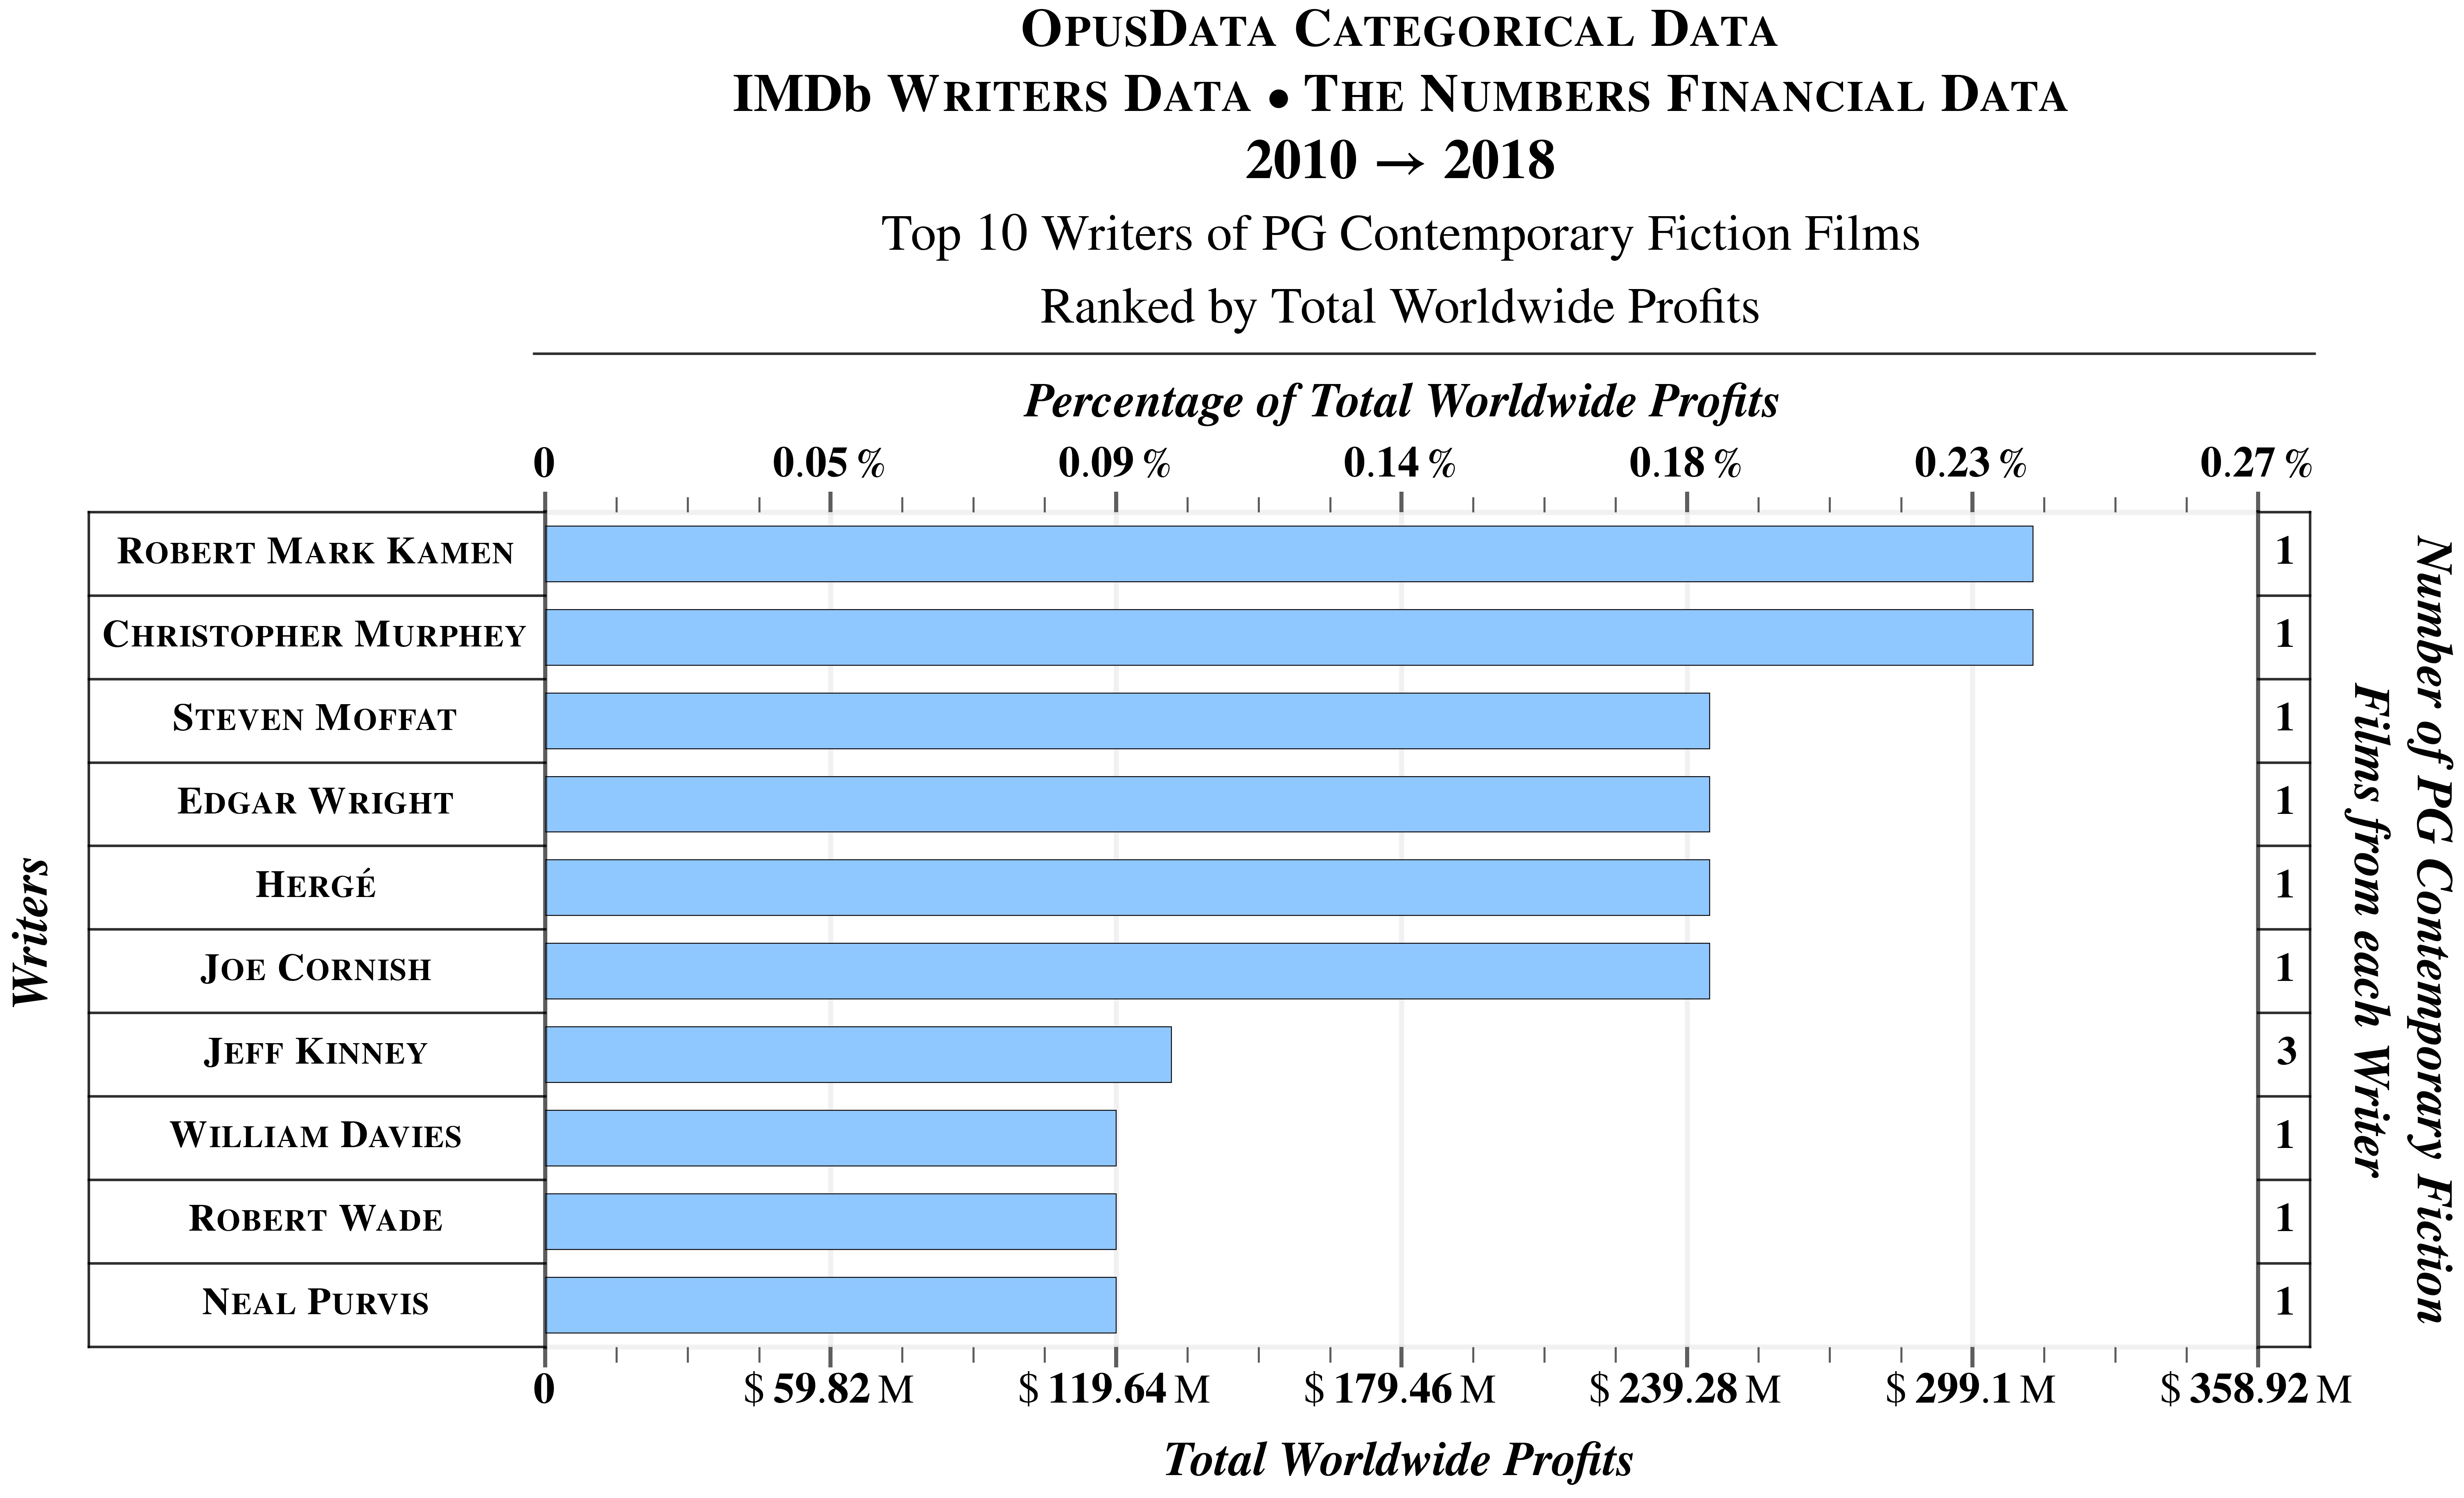 OpusData Categorical Data
IMDb Writers Data • The Numbers Financial Data
2010 → 2018
Top 10 Writers of PG Contemporary Fiction Films
Ranked by Total Worldwide Profits
Percentage of Total Worldwide Profits
0 0.05 % 0.09 % 0.14 % 0.18 % 0.23 % 0.27 %
Writers
Robert Mark Kamen 1
Christopher Murphey 1
Steven Moffat 1
Edgar Wright 1
Hergé 1
Joe Cornish 1
Jeff Kinney 3
William Davies 1
Robert Wade 1
Neal Purvis 1
Number of PG Contemporary Fiction
Films from each Writer
0 $ 59.82 M $ 119.64 M $ 179.46 M $ 239.28 M $ 299.1 M $ 358.92 M
Total Worldwide Profits